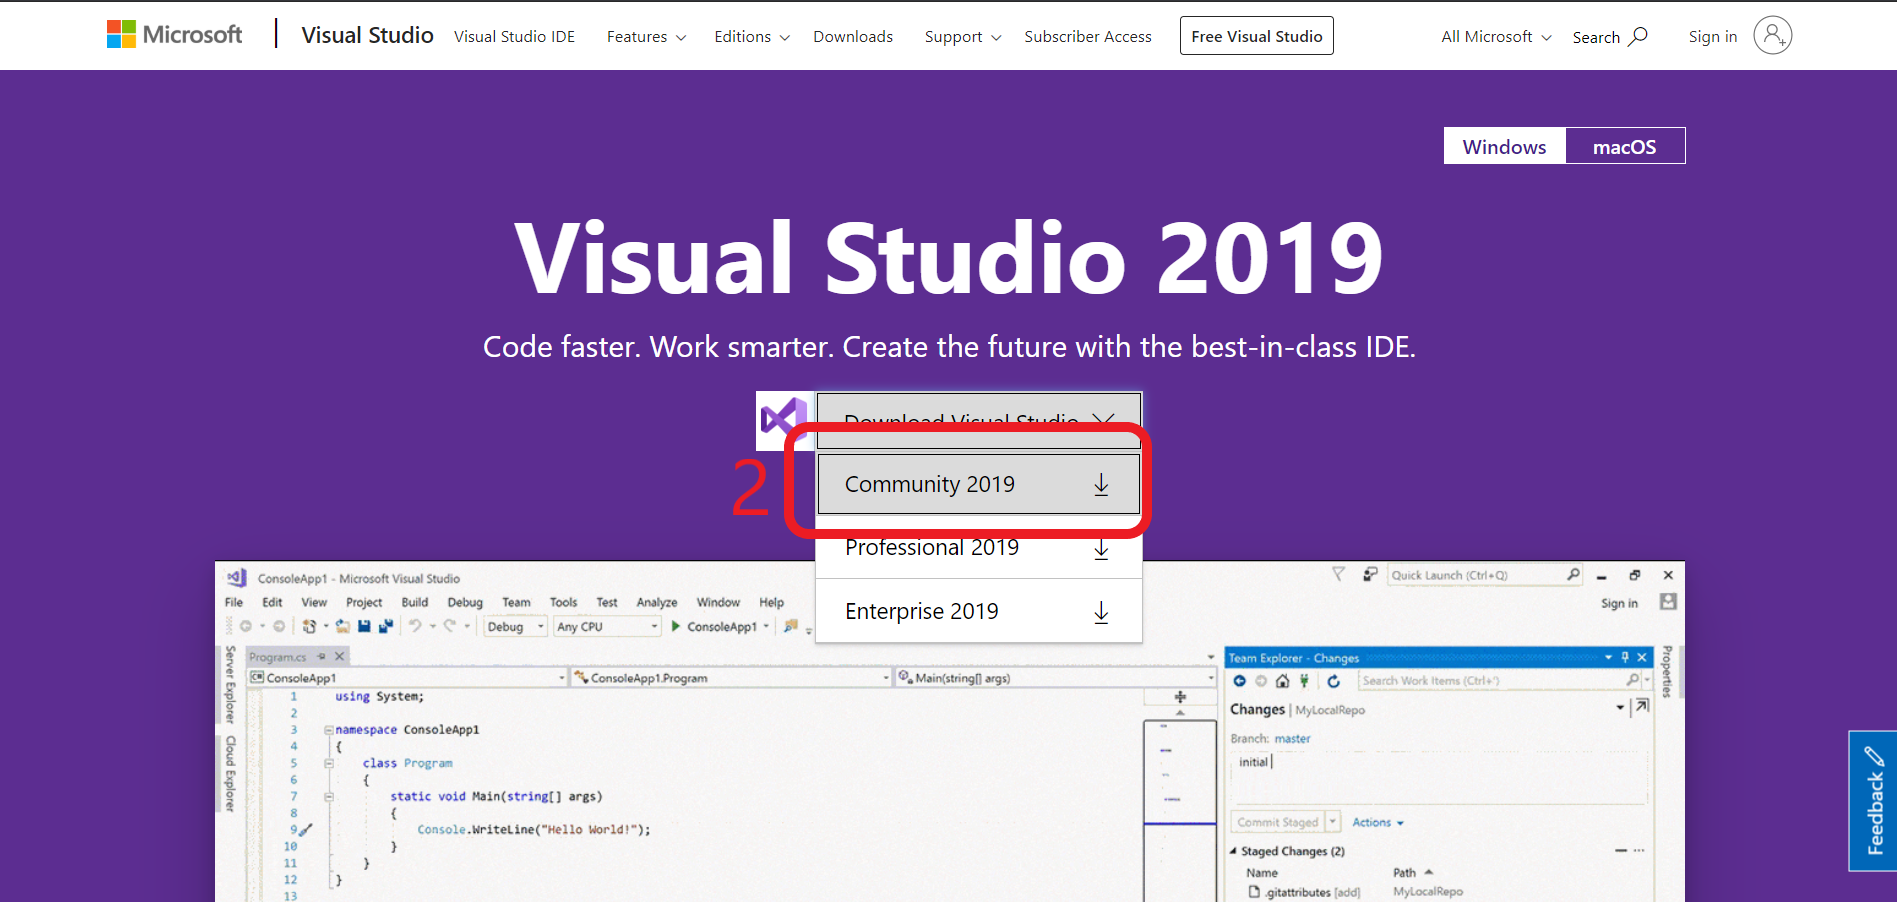 Microsoft Visual Studio Visual Studio IDE Features Editions Downloads Support Subscriber Access Free Visual Studio All Microsoft Search Sign in
Windows macOS
Visual Studio 2019
Code faster. Work smarter. Create the future with the best-in-class IDE.
Download Visual Studio
2
Community 2019
Professional 2019
Enterprise 2019
ConsoleApp1 - Microsoft Visual Studio
Quick Launch (Ctrl+Q)
File Edit View Project Build Debug Team Tools Test Analyze Window Help
Sign in
Debug Any CPU ConsoleApp1
Server Explorer
Cloud Explorer
Program.cs
ConsoleApp1 ConsoleApp1.Program Main(string[] args)
1 using System;
2
3 namespace ConsoleApp1
4 {
5 class Program
6 {
7 static void Main(string[] args)
8 {
9 Console.WriteLine("Hello World!");
10 }
11 }
12 }
13
Team Explorer - Changes
Search Work Items (Ctrl+')
Changes | MyLocalRepo
Branch: master
initial
Commit Staged Actions
Staged Changes (2)
Name Path
.gitattributes [add] MyLocalRepo
Properties
Feedback